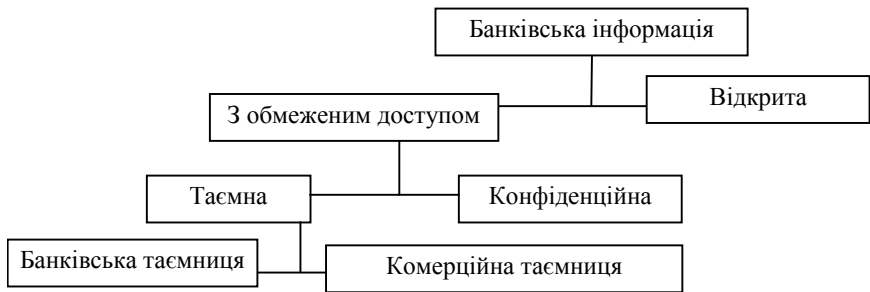 Банківська інформація
Відкрита
З обмеженим доступом
Таємна
Конфіденційна
Банківська таємниця
Комерційна таємниця